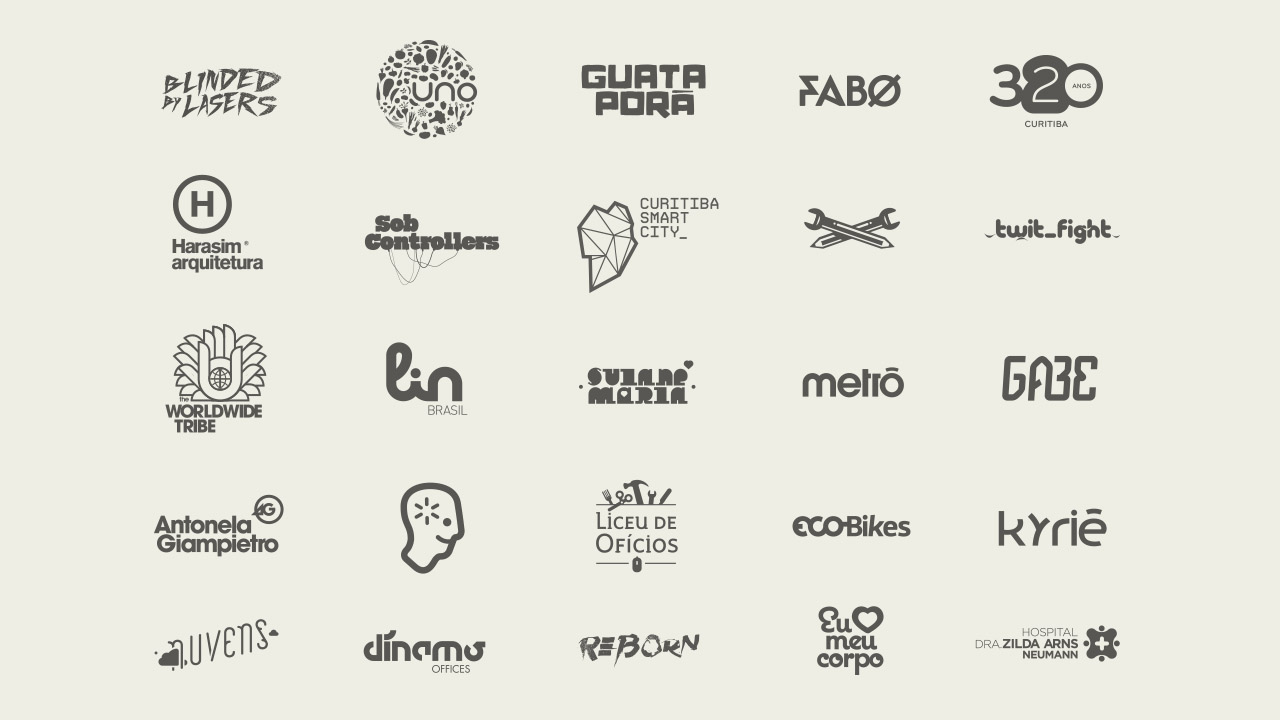 BLINDED
BY LASERS
uno
GUATA
PORÃ
FABØ
320
ANOS
CURITIBA
H
Harasim®
arquitetura
Sob
Controllers
CURITIBA
SMART
CITY_
twit_fight
the
WORLDWIDE
TRIBE
lin
BRASIL
SUZANE
MARIA
metrō
GABE
AG
Antonela
Giampietro
LICEU DE
OFÍCIOS
ecoBikes
kyriē
nuvens
dínamo
OFFICES
REBORN
Eu
meu
corpo
HOSPITAL
DRA.ZILDA ARNS
NEUMANN